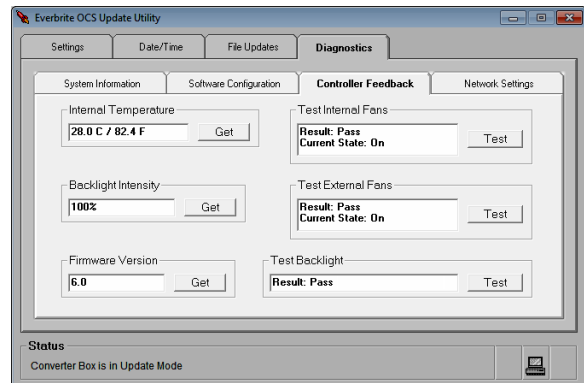 Everbrite OCS Update Utility
Settings Date/Time File Updates Diagnostics
System Information Software Configuration Controller Feedback Network Settings
Internal Temperature Test Internal Fans
28.0 C / 82.4 F Get Result: Pass Test
Current State: On
Backlight Intensity Test External Fans
100% Get Result: Pass Test
Current State: On
Firmware Version Test Backlight
6.0 Get Result: Pass Test
Status
Converter Box is in Update Mode